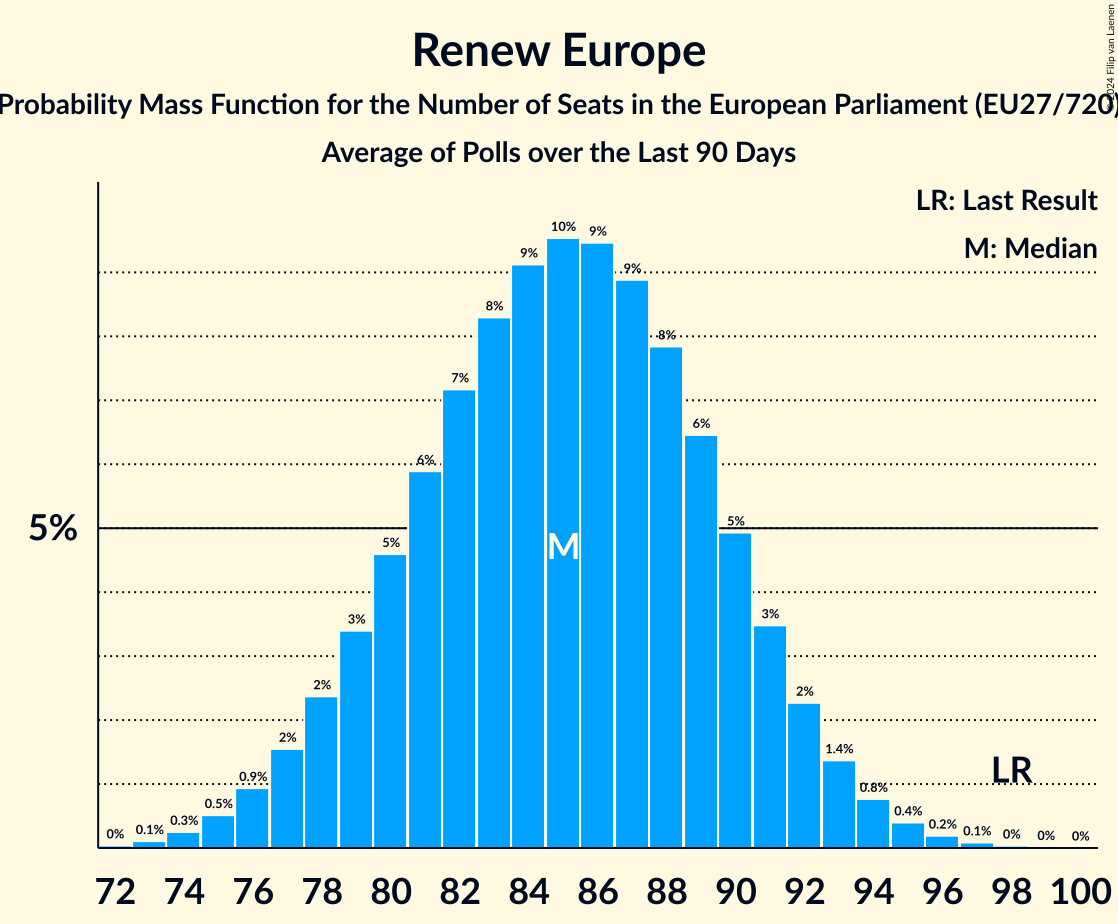 Renew Europe
Probability Mass Function for the Number of Seats in the European Parliament (EU27/720)
Average of Polls over the Last 90 Days
LR: Last Result
M: Median
5%
0% 0.1% 0.3% 0.5% 0.9% 2% 2% 3% 5% 6% 7% 8% 9% 10% 9% 9% 8% 6% 5% 3% 2% 1.4% 0.8% 0.4% 0.2% 0.1% 0% 0% 0%
M
LR
72 74 76 78 80 82 84 86 88 90 92 94 96 98 100
2024 Filip van Laenen